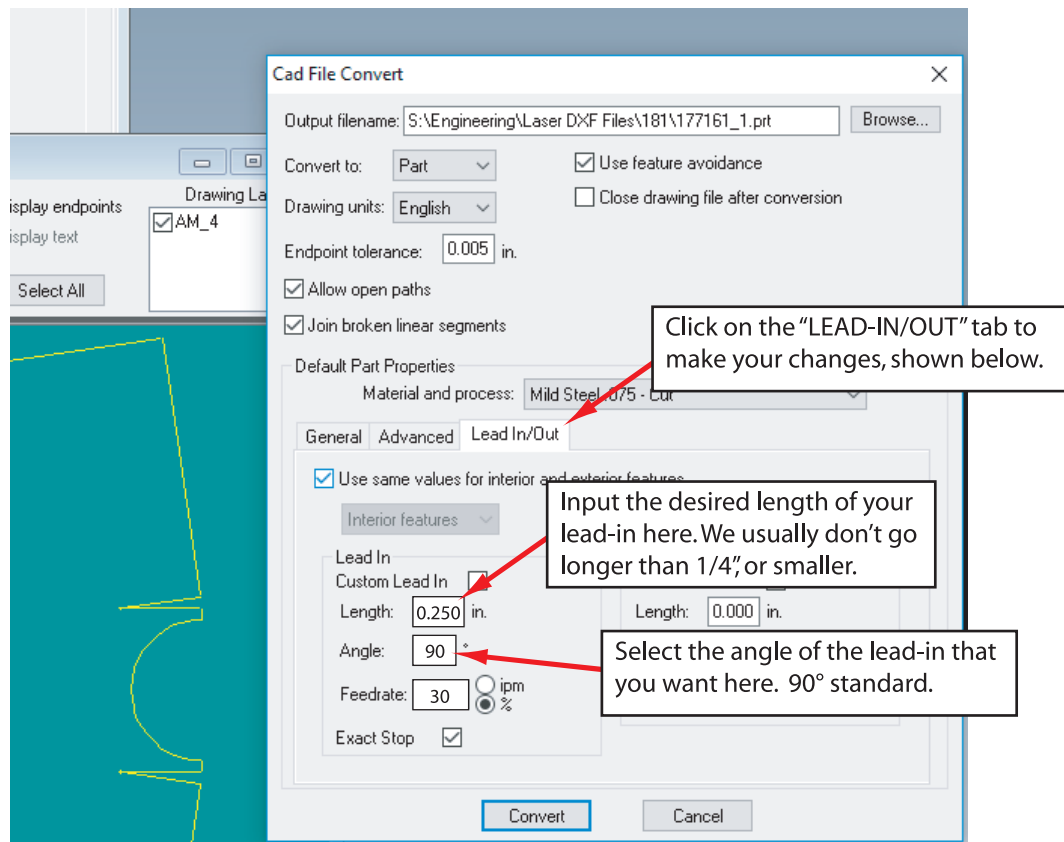 Cad File Convert
Output filename: S:\Engineering\Laser DXF Files\181\177161_1.prt Browse...
Convert to: Part
Use feature avoidance
Drawing units: English
Close drawing file after conversion
Endpoint tolerance: 0.005 in.
Allow open paths
Join broken linear segments
isplay endpoints
isplay text
Select All
Drawing La
AM_4
Click on the “LEAD-IN/OUT” tab to
make your changes, shown below.
Default Part Properties
Material and process: Mild Steel .075 - Cut
General Advanced Lead In/Out
Use same values for interior and exterior features
Interior features
Input the desired length of your
lead-in here. We usually don’t go
longer than 1/4”, or smaller.
Lead In
Custom Lead In
Length: 0.250 in.
Length: 0.000 in.
Angle: 90 °
Select the angle of the lead-in that
you want here. 90° standard.
Feedrate: 30 ipm
%
Exact Stop
Convert Cancel